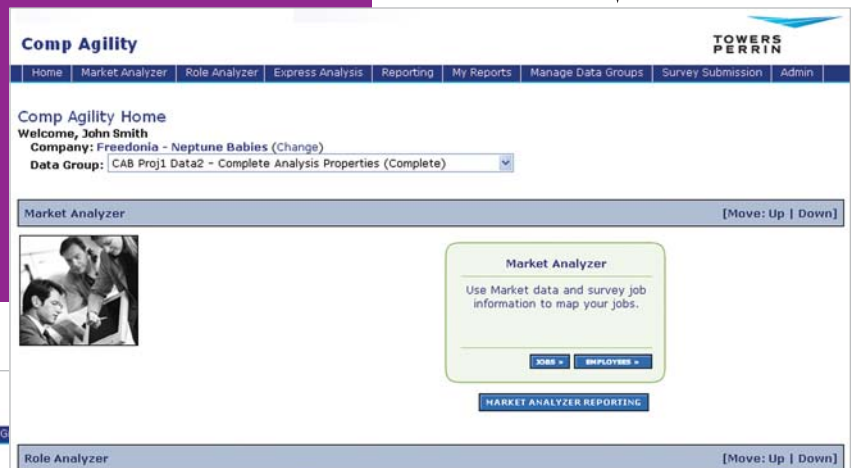 Comp Agility
TOWERS
PERRIN
Home Market Analyzer Role Analyzer Express Analysis Reporting My Reports Manage Data Groups Survey Submission Admin
Comp Agility Home
Welcome, John Smith
Company: Freedonia - Neptune Babies (Change)
Data Group: CAB Proj1 Data2 - Complete Analysis Properties (Complete)
Market Analyzer [Move: Up | Down]
Market Analyzer
Use Market data and survey job
information to map your jobs.
JOBS » EMPLOYEES »
MARKET ANALYZER REPORTING
Role Analyzer [Move: Up | Down]